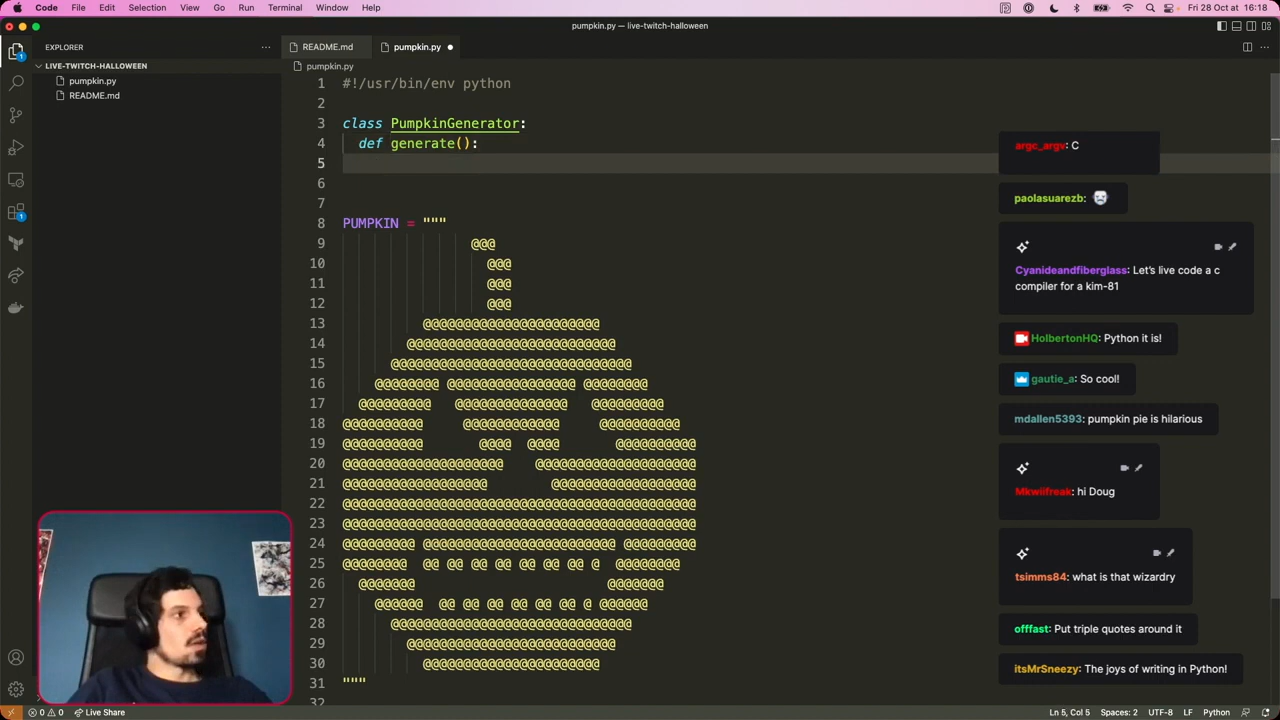 Code File Edit Selection View Go Run Terminal Window Help Fri 28 Oct at 16:18
pumpkin.py — live-twitch-halloween
EXPLORER
README.md
pumpkin.py
LIVE-TWITCH-HALLOWEEN
pumpkin.py
README.md
pumpkin.py
1 #!/usr/bin/env python
2
3 class PumpkinGenerator:
4 def generate():
5
6
7
8 PUMPKIN = """
9                 @@@
10                   @@@
11                   @@@
12                   @@@
13           @@@@@@@@@@@@@@@@@@@@@@
14         @@@@@@@@@@@@@@@@@@@@@@@@@@
15       @@@@@@@@@@@@@@@@@@@@@@@@@@@@@@
16     @@@@@@@@ @@@@@@@@@@@@@@@@ @@@@@@@@
17   @@@@@@@@@   @@@@@@@@@@@@@@   @@@@@@@@@
18 @@@@@@@@@@     @@@@@@@@@@@@     @@@@@@@@@@
19 @@@@@@@@@@       @@@@  @@@@       @@@@@@@@@@
20 @@@@@@@@@@@@@@@@@@@@    @@@@@@@@@@@@@@@@@@@@
21 @@@@@@@@@@@@@@@@@@        @@@@@@@@@@@@@@@@@@
22 @@@@@@@@@@@@@@@@@@@@@@@@@@@@@@@@@@@@@@@@@@@@
23 @@@@@@@@@@@@@@@@@@@@@@@@@@@@@@@@@@@@@@@@@@@@
24 @@@@@@@@@ @@@@@@@@@@@@@@@@@@@@@@@@ @@@@@@@@@
25 @@@@@@@@  @@ @@ @@ @@ @@ @@ @  @@@@@@@@
26   @@@@@@@                        @@@@@@@
27     @@@@@@  @@ @@ @@ @@ @@ @@ @ @@@@@@
28       @@@@@@@@@@@@@@@@@@@@@@@@@@@@@@
29         @@@@@@@@@@@@@@@@@@@@@@@@@@
30           @@@@@@@@@@@@@@@@@@@@@@
31 """
32
argc_argv: C
paolasuarezb:
Cyanideandfiberglass: Let's live code a c
compiler for a kim-81
HolbertonHQ: Python it is!
gautie_a: So cool!
mdallen5393: pumpkin pie is hilarious
Mkwiifreak: hi Doug
tsimms84: what is that wizardry
offfast: Put triple quotes around it
itsMrSneezy: The joys of writing in Python!
1
1
0 0 Live Share Ln 5, Col 5 Spaces: 2 UTF-8 LF Python